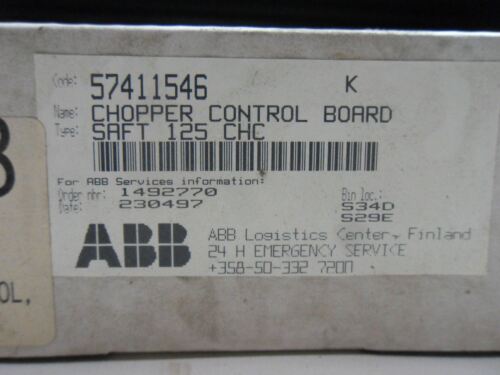 Code: 57411546 K
Name: CHOPPER CONTROL BOARD
Type: SAFT 125 CHC
For ABB Services information:
Order nbr: 1492770 Bin loc.:
Date: 230497 S34D
S29E
ABB
ABB Logistics Center, Finland
24 H EMERGENCY SERVICE
+358-50-332 7200
OL,